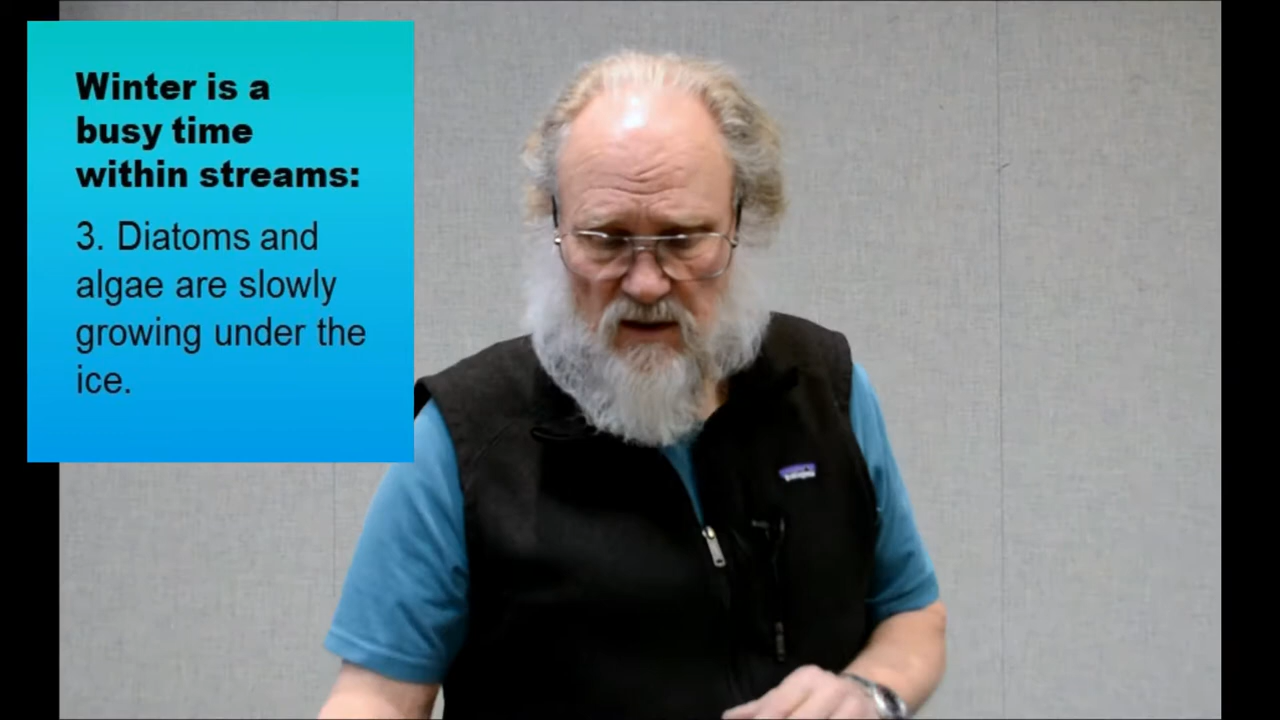 Winter is a
busy time
within streams:
3. Diatoms and
algae are slowly
growing under the
ice.